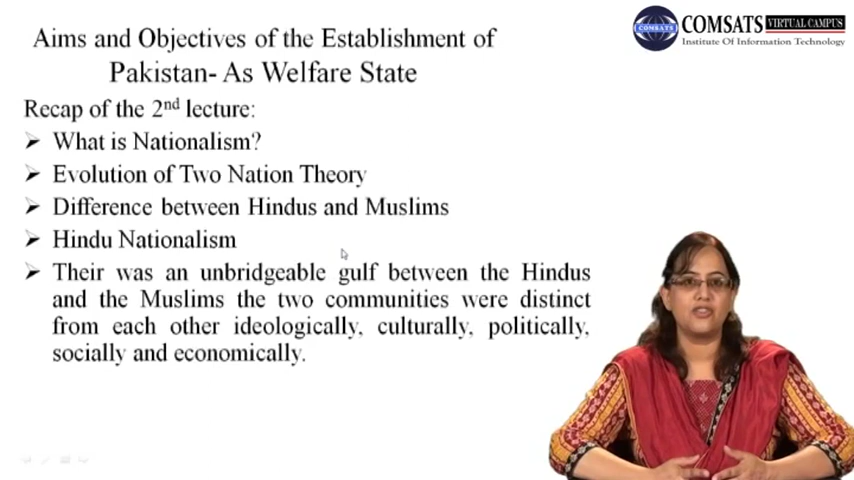 Aims and Objectives of the Establishment of
Pakistan- As Welfare State
COMSATS VIRTUAL CAMPUS
COMSATS
Institute Of Information Technology
Recap of the 2nd lecture:
➢ What is Nationalism?
➢ Evolution of Two Nation Theory
➢ Difference between Hindus and Muslims
➢ Hindu Nationalism
➢ Their was an unbridgeable gulf between the Hindus
and the Muslims the two communities were distinct
from each other ideologically, culturally, politically,
socially and economically.